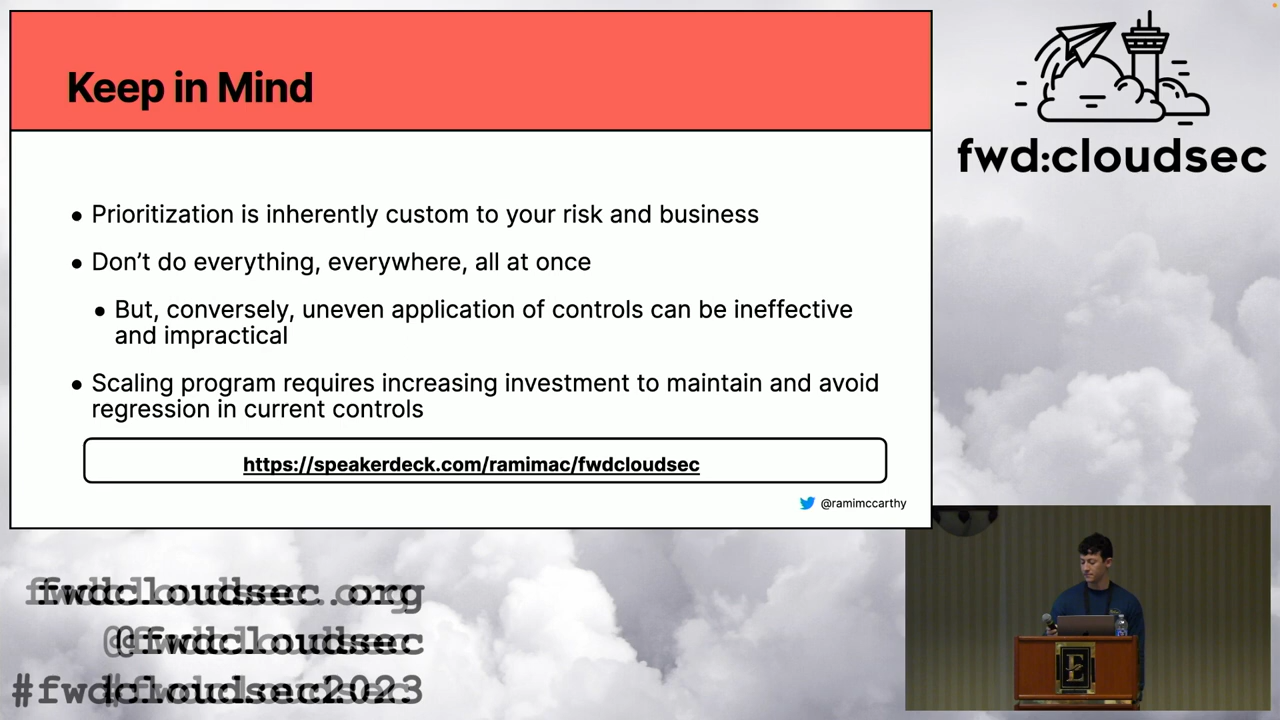 Keep in Mind
• Prioritization is inherently custom to your risk and business
• Don’t do everything, everywhere, all at once
• But, conversely, uneven application of controls can be ineffective
and impractical
• Scaling program requires increasing investment to maintain and avoid
regression in current controls
https://speakerdeck.com/ramimac/fwdcloudsec
@ramimccarthy
fwd:cloudsec
fwdcloudsec.org
@fwdcloudsec
#fwdcloudsec2023
E